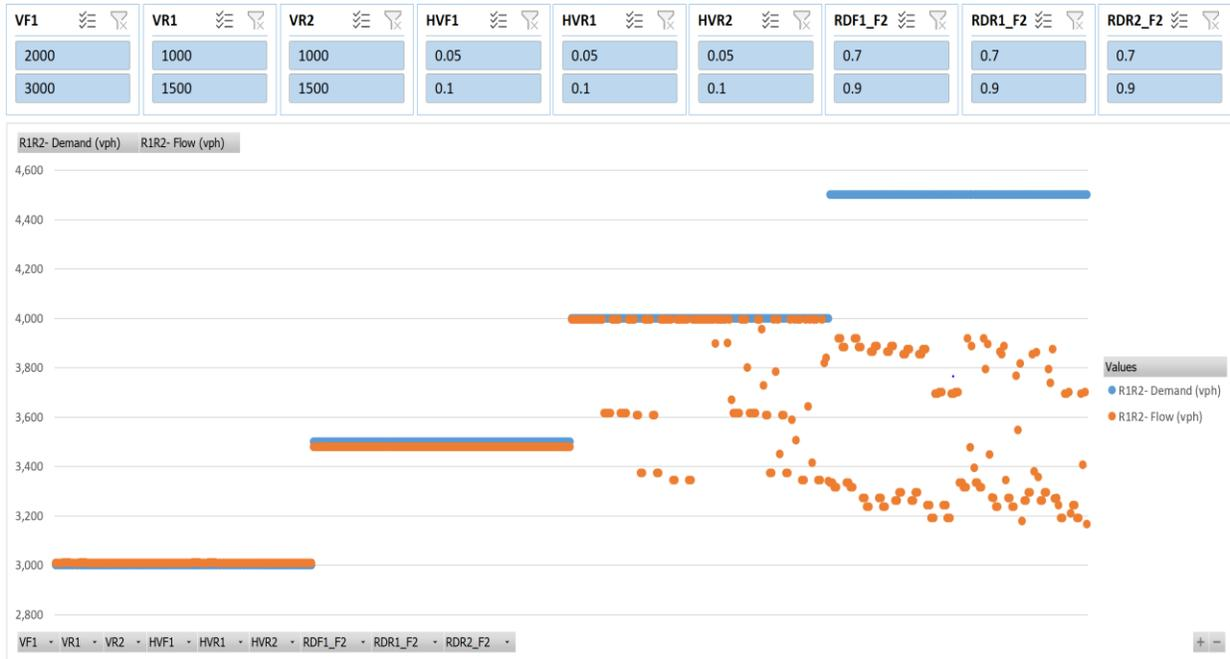 VF1 VR1 VR2 HVF1 HVR1 HVR2 RDF1_F2 RDR1_F2 RDR2_F2
2000 1000 1000 0.05 0.05 0.05 0.7 0.7 0.7
3000 1500 1500 0.1 0.1 0.1 0.9 0.9 0.9
R1R2- Demand (vph) R1R2- Flow (vph)
4,600
4,400
4,200
4,000
3,800
3,600
3,400
3,200
3,000
2,800
Values
R1R2- Demand (vph)
R1R2- Flow (vph)
VF1 VR1 VR2 HVF1 HVR1 HVR2 RDF1_F2 RDR1_F2 RDR2_F2
+ −